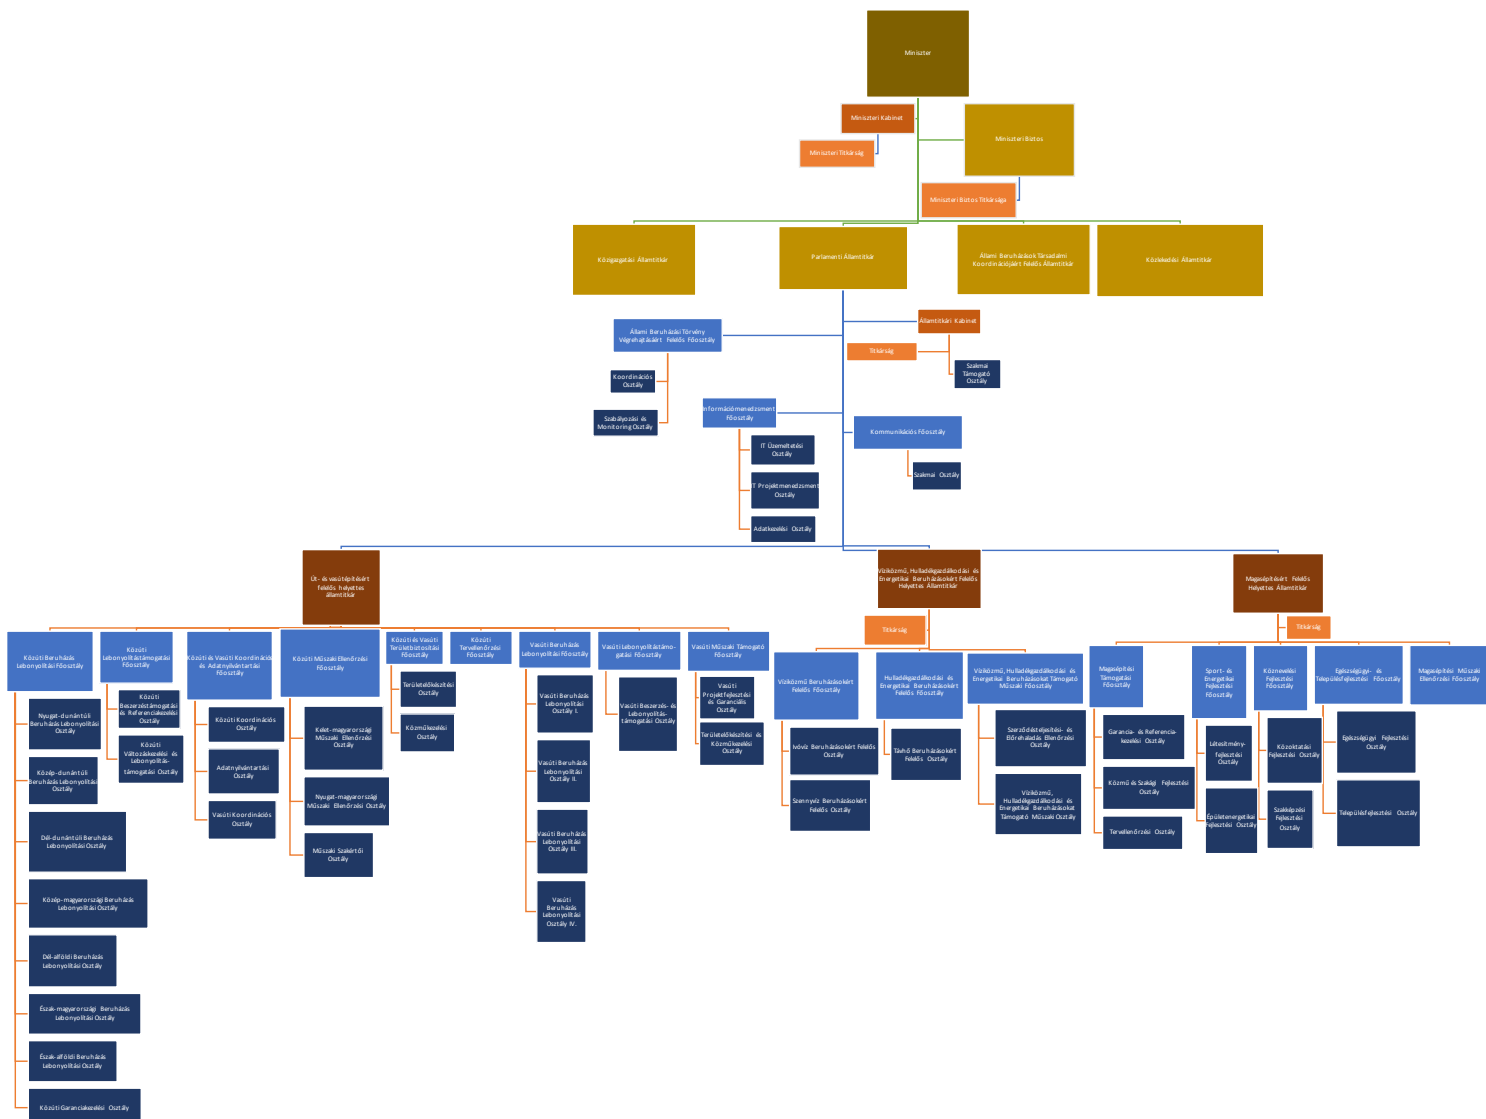 Miniszter
Miniszteri Kabinet
Miniszteri Biztos
Miniszteri Titkárság
Miniszteri Biztos Titkársága
Közigazgatási Államtitkár
Parlamenti Államtitkár
Állami Beruházások Társadalmi
Koordinációjáért Felelős Államtitkár
Közlekedési Államtitkár
Állami Beruházási Törvény
Végrehajtásáért Felelős Főosztály
Államtitkári Kabinet
Titkárság
Szakmai
Támogató
Osztály
Koordinációs
Osztály
Szabályozási és
Monitoring Osztály
Információmenedzsment
Főosztály
Kommunikációs Főosztály
IT Üzemeltetési
Osztály
Szakmai Osztály
IT Projektmenedzsment
Osztály
Adatkezelési Osztály
Út- és vasútépítésért
felelős helyettes
államtitkár
Víziközmű, Hulladékgazdálkodási és
Energetikai Beruházásokért Felelős
Helyettes Államtitkár
Magasépítésért Felelős
Helyettes Államtitkár
Titkárság
Titkárság
Közúti Beruházás
Lebonyolítási Főosztály
Közúti
Lebonyolítástámogatási
Főosztály
Közúti és Vasúti Koordinációs
és Adatnyilvántartási
Főosztály
Közúti Műszaki Ellenőrzési
Főosztály
Közúti és Vasúti
Területbiztosítási
Főosztály
Közúti
Tervellenőrzési Főosztály
Vasúti Beruházás
Lebonyolítási Főosztály
Vasúti Lebonyolítástámo-
gatási Főosztály
Vasúti Műszaki Támogató
Főosztály
Víziközmű Beruházásokért
Felelős Főosztály
Hulladékgazdálkodási és
Energetikai Beruházásokért
Felelős Főosztály
Víziközmű, Hulladékgazdálkodási és
Energetikai Beruházásokat Támogató
Műszaki Főosztály
Magasépítési
Támogatási
Főosztály
Sport- és
Energetikai
Fejlesztési
Főosztály
Köznevelési
Fejlesztési
Főosztály
Egészségügyi- és
Településfejlesztési Főosztály
Magasépítési Műszaki
Ellenőrzési Főosztály
Nyugat-dunántúli
Beruházás Lebonyolítási
Osztály
Közép-dunántúli
Beruházás Lebonyolítási
Osztály
Dél-dunántúli Beruházás
Lebonyolítási Osztály
Közép-magyarországi Beruházás
Lebonyolítási Osztály
Dél-alföldi Beruházás
Lebonyolítási Osztály
Észak-magyarországi Beruházás
Lebonyolítási Osztály
Észak-alföldi Beruházás
Lebonyolítási Osztály
Közúti Garanciakezelési Osztály
Közúti
Beszerzéstámogatási
és Referenciakezelési
Osztály
Közúti
Változáskezelési és
Lebonyolítás-
támogatási Osztály
Közúti Koordinációs
Osztály
Adatnyilvántartási
Osztály
Vasúti Koordinációs
Osztály
Kelet-magyarországi
Műszaki Ellenőrzési
Osztály
Nyugat-magyarországi
Műszaki Ellenőrzési Osztály
Műszaki Szakértői
Osztály
Területelőkészítési
Osztály
Közműkezelési
Osztály
Vasúti Beruházás
Lebonyolítási
Osztály I.
Vasúti Beruházás
Lebonyolítási
Osztály II.
Vasúti Beruházás
Lebonyolítási
Osztály III.
Vasúti
Beruházás
Lebonyolítási
Osztály IV.
Vasúti Beszerzés- és
Lebonyolítás-
támogatási Osztály
Vasúti
Projektfejlesztési
és Garanciális
Osztály
Területelőkészítési és
Közműkezelési
Osztály
Ivóvíz Beruházásokért Felelős
Osztály
Szennyvíz Beruházásokért
Felelős Osztály
Távhő Beruházásokért
Felelős Osztály
Szerződésteljesítési- és
Előrehaladás Ellenőrzési
Osztály
Víziközmű,
Hulladékgazdálkodási és
Energetikai Beruházásokat
Támogató Műszaki Osztály
Garancia- és Referencia-
kezelési Osztály
Közmű és Szakági Fejlesztési
Osztály
Tervellenőrzési Osztály
Létesítmény-
fejlesztési
Osztály
Épületenergetikai
Fejlesztési Osztály
Közoktatási
Fejlesztési Osztály
Szakképzési
Fejlesztési
Osztály
Egészségügyi Fejlesztési
Osztály
Településfejlesztési Osztály